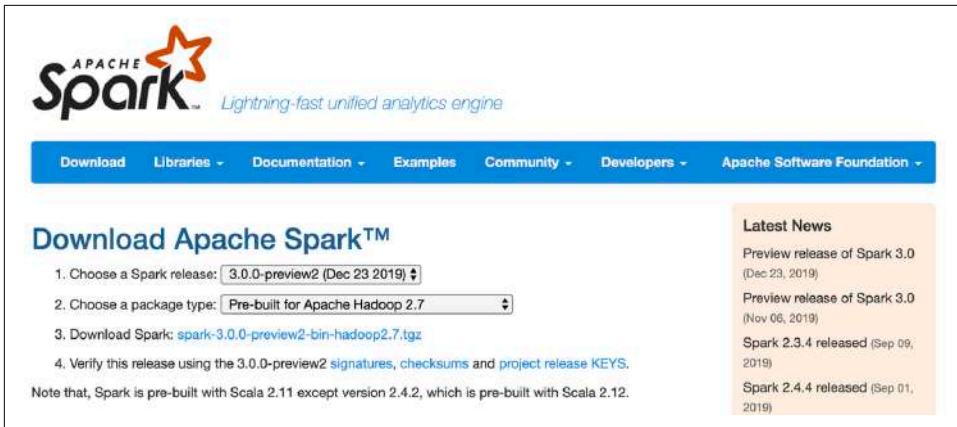 APACHE
Spark™ Lightning-fast unified analytics engine
Download Libraries Documentation Examples Community Developers Apache Software Foundation
Download Apache Spark™
1. Choose a Spark release: 3.0.0-preview2 (Dec 23 2019)
2. Choose a package type: Pre-built for Apache Hadoop 2.7
3. Download Spark: spark-3.0.0-preview2-bin-hadoop2.7.tgz
4. Verify this release using the 3.0.0-preview2 signatures, checksums and project release KEYS.
Note that, Spark is pre-built with Scala 2.11 except version 2.4.2, which is pre-built with Scala 2.12.
Latest News
Preview release of Spark 3.0
(Dec 23, 2019)
Preview release of Spark 3.0
(Nov 06, 2019)
Spark 2.3.4 released (Sep 09,
2019)
Spark 2.4.4 released (Sep 01,
2019)